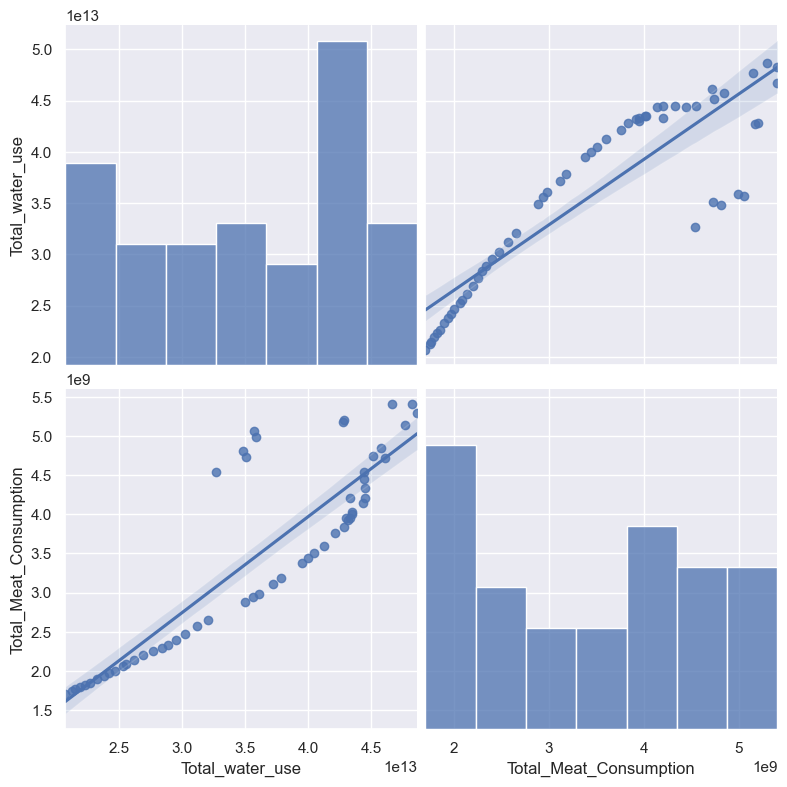 1e13
5.0
4.5
4.0
3.5
3.0
2.5
2.0
Total_water_use
1e9
5.5
5.0
4.5
4.0
3.5
3.0
2.5
2.0
1.5
Total_Meat_Consumption
2.5 3.0 3.5 4.0 4.5
Total_water_use 1e13
2 3 4 5
Total_Meat_Consumption 1e9